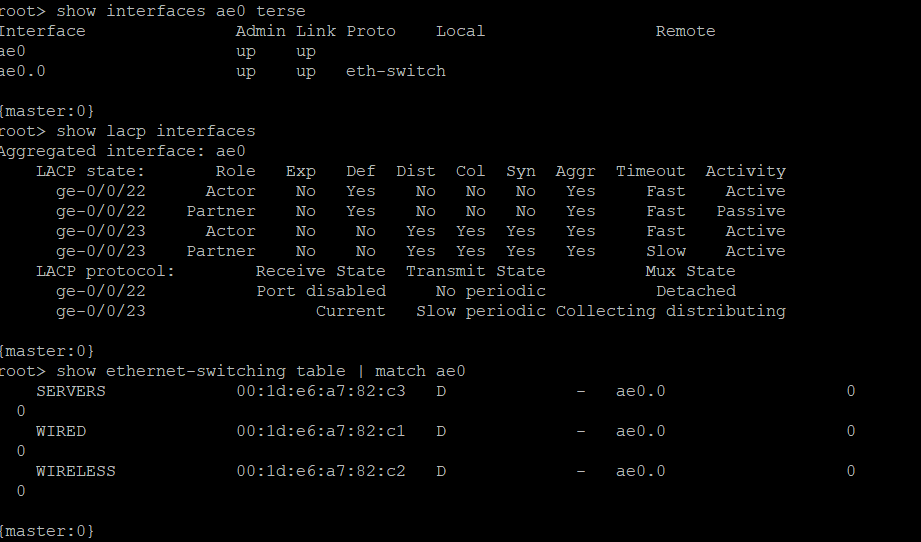 root> show interfaces ae0 terse
Interface Admin Link Proto Local Remote
ae0 up up
ae0.0 up up eth-switch
{master:0}
root> show lacp interfaces
Aggregated interface: ae0
LACP state: Role Exp Def Dist Col Syn Aggr Timeout Activity
ge-0/0/22 Actor No Yes No No No Yes Fast Active
ge-0/0/22 Partner No Yes No No No Yes Fast Passive
ge-0/0/23 Actor No No Yes Yes Yes Yes Fast Active
ge-0/0/23 Partner No No Yes Yes Yes Yes Slow Active
LACP protocol: Receive State Transmit State Mux State
ge-0/0/22 Port disabled No periodic Detached
ge-0/0/23 Current Slow periodic Collecting distributing
{master:0}
root> show ethernet-switching table | match ae0
SERVERS 00:1d:e6:a7:82:c3 D - ae0.0 0
0
WIRED 00:1d:e6:a7:82:c1 D - ae0.0 0
0
WIRELESS 00:1d:e6:a7:82:c2 D - ae0.0 0
0
{master:0}